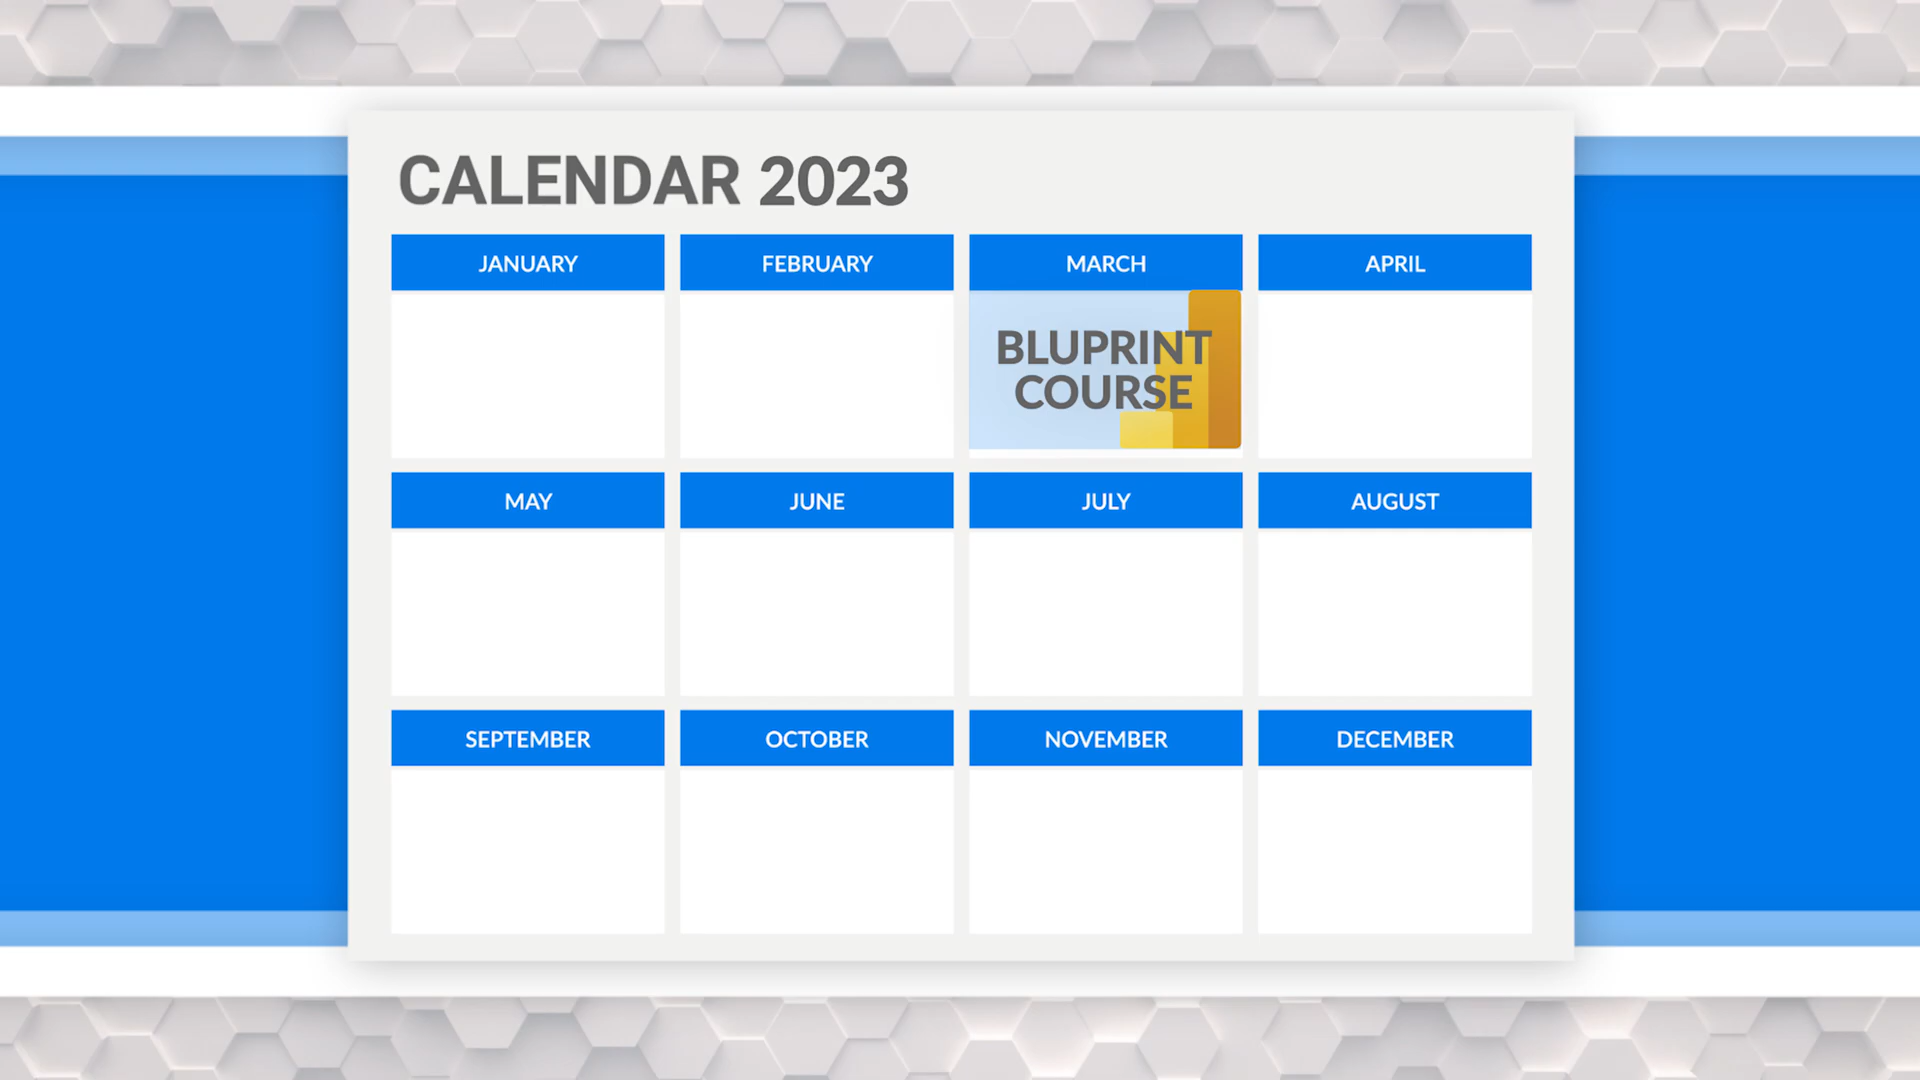 CALENDAR 2023
JANUARY
FEBRUARY
MARCH
APRIL
BLUPRINT
COURSE
MAY
JUNE
JULY
AUGUST
SEPTEMBER
OCTOBER
NOVEMBER
DECEMBER